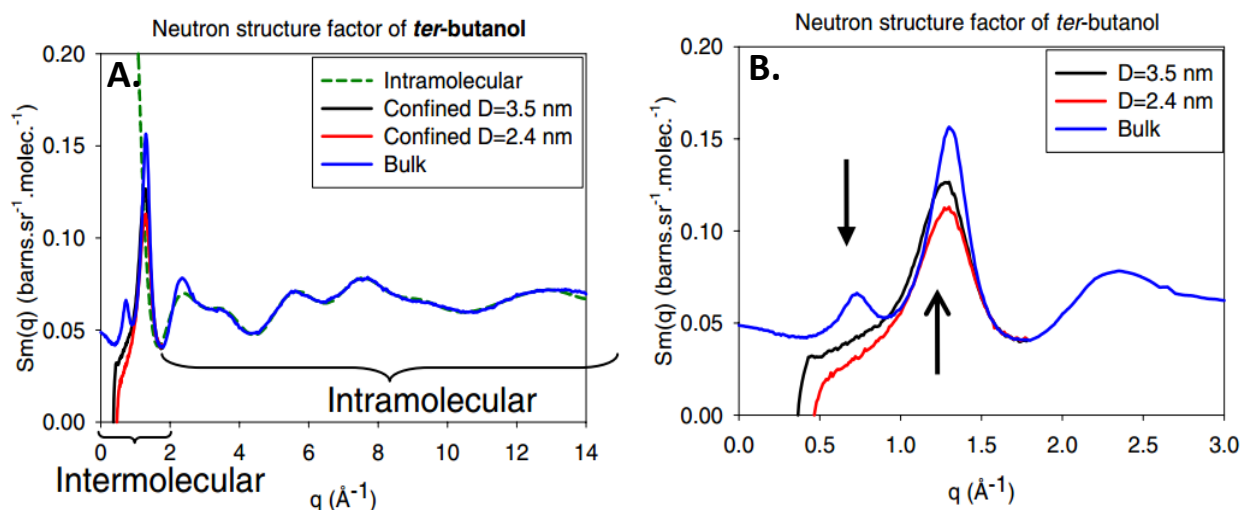 Neutron structure factor of ter-butanol
A.
Sm(q) (barns.sr-1.molec.-1)
0.20
0.15
0.10
0.05
0.00
Intramolecular
Confined D=3.5 nm
Confined D=2.4 nm
Bulk
Intramolecular
0 2 4 6 8 10 12 14
Intermolecular
q (Å-1)
Neutron structure factor of ter-butanol
B.
Sm(q) (barns.sr-1.molec.-1)
0.20
0.15
0.10
0.05
0.00
D=3.5 nm
D=2.4 nm
Bulk
0.0 0.5 1.0 1.5 2.0 2.5 3.0
q (Å-1)